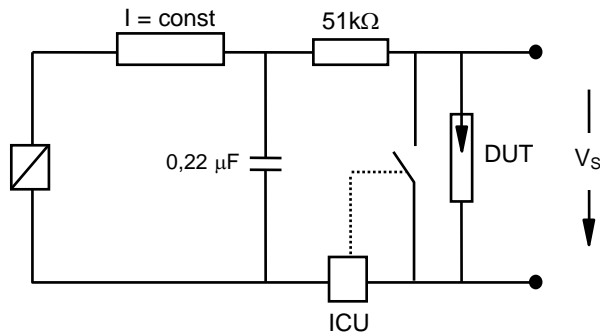 I = const
51kΩ
0,22 µF
DUT
VS
ICU